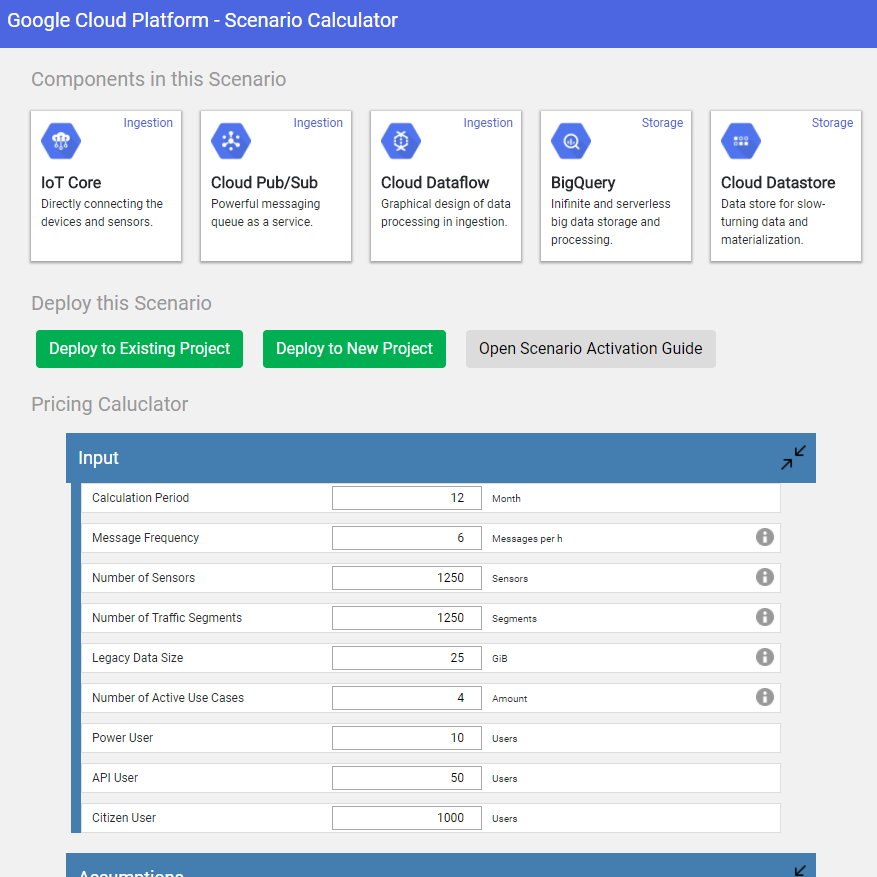 Google Cloud Platform - Scenario Calculator
Components in this Scenario
Ingestion
IoT Core
Directly connecting the
devices and sensors.
Ingestion
Cloud Pub/Sub
Powerful messaging
queue as a service.
Ingestion
Cloud Dataflow
Graphical design of data
processing in ingestion.
Storage
BigQuery
Inifinite and serverless
big data storage and
processing.
Storage
Cloud Datastore
Data store for slow-
turning data and
materialization.
Deploy this Scenario
Deploy to Existing Project
Deploy to New Project
Open Scenario Activation Guide
Pricing Caluclator
Input
Calculation Period 12 Month
Message Frequency 6 Messages per h
Number of Sensors 1250 Sensors
Number of Traffic Segments 1250 Segments
Legacy Data Size 25 GiB
Number of Active Use Cases 4 Amount
Power User 10 Users
API User 50 Users
Citizen User 1000 Users
Assumptions